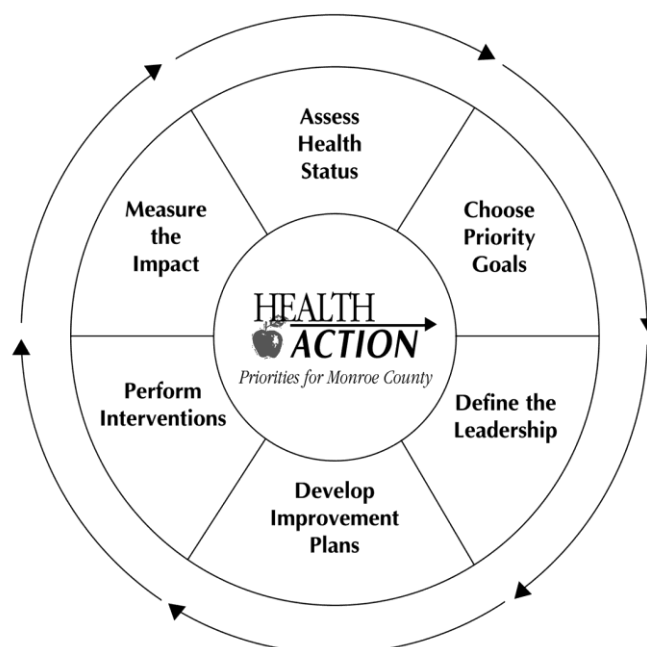 Assess
Health
Status
Choose
Priority
Goals
Define the
Leadership
Develop
Improvement
Plans
Perform
Interventions
Measure
the
Impact
HEALTH
ACTION
Priorities for Monroe County